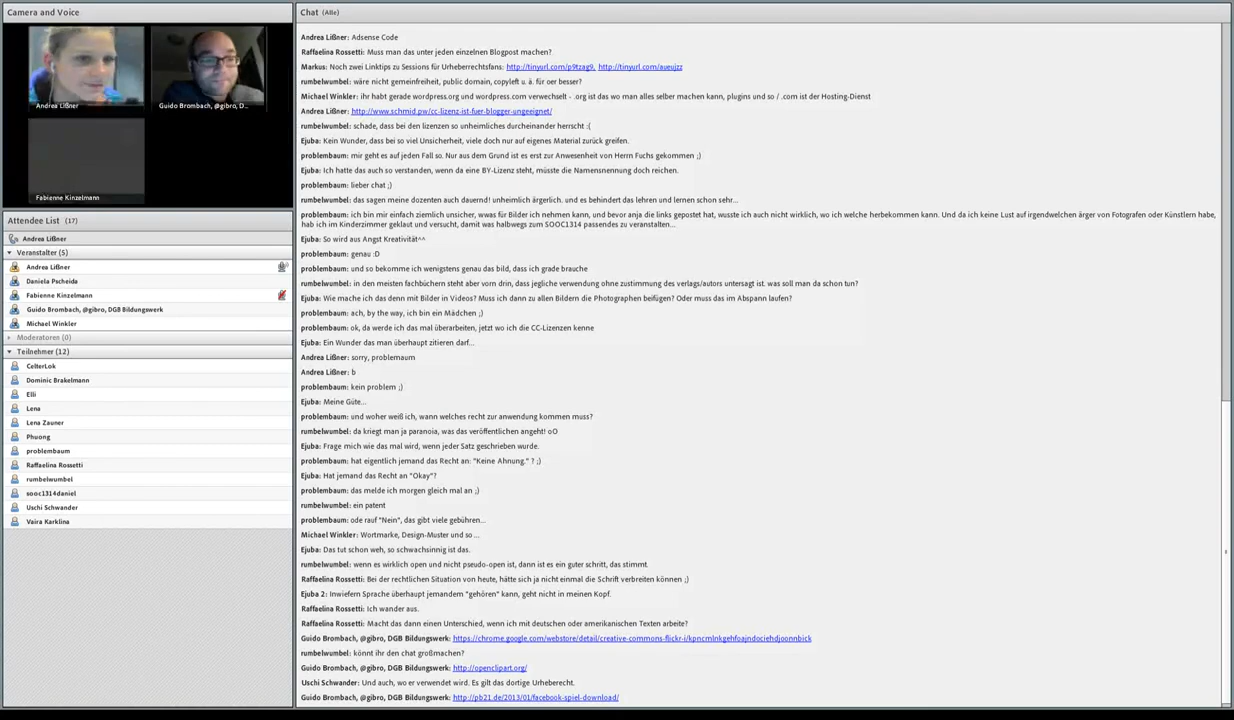 Camera and Voice
Andrea Lißner
Guido Brombach, @gibro, D...
Fabienne Kinzelmann
Attendee List (17)
Andrea Lißner
Veranstalter (5)
Andrea Lißner
Daniela Pscheida
Fabienne Kinzelmann
Guido Brombach, @gibro, DGB Bildungswerk
Michael Winkler
Moderatoren (0)
Teilnehmer (12)
CelterLok
Dominic Brakelmann
Elli
Lena
Lena Zauner
Phuong
problembaum
Raffaelina Rossetti
rumbelwumbel
sooc1314daniel
Uschi Schwander
Vaira Karklina
Chat (Alle)
Andrea Lißner: Adsense Code
Raffaelina Rossetti: Muss man das unter jeden einzelnen Blogpost machen?
Markus: Noch zwei Linktips zu Sessions für Urheberrechtsfans: http://tinyurl.com/p9tzag9, http://tinyurl.com/aueujzz
rumbelwumbel: wäre nicht gemeinfreiheit, public domain, copyleft u. ä. für oer besser?
Michael Winkler: ihr habt gerade wordpress.org und wordpress.com verwechselt - .org ist das wo man alles selber machen kann, plugins und so / .com ist der Hosting-Dienst
Andrea Lißner: http://www.schmid.pw/cc-lizenz-ist-fuer-blogger-ungeeignet/
rumbelwumbel: schade, dass bei den lizenzen so unheimliches durcheinander herrscht :(
Ejuba: Kein Wunder, dass bei so viel Unsicherheit, viele doch nur auf eigenes Material zurück greifen.
problembaum: mir geht es auf jeden Fall so. Nur aus dem Grund ist es erst zur Anwesenheit von Herrn Fuchs gekommen ;)
Ejuba: Ich hatte das auch so verstanden, wenn da eine BY-Lizenz steht, müsste die Namensnennung doch reichen.
problembaum: lieber chat ;)
rumbelwumbel: das sagen meine dozenten auch dauernd! unheimlich ärgerlich. und es behindert das lehren und lernen schon sehr...
problembaum: ich bin mir einfach ziemlich unsicher, wwas für Bilder ich nehmen kann, und bevor anja die links gepostet hat, wusste ich auch nicht wirklich, wo ich welche herbekommen kann. Und da ich keine Lust auf irgendwelchen ärger von Fotografen oder Künstlern habe,
hab ich im Kinderzimmer geklaut und versucht, damit was halbwegs zum SOOC1314 passendes zu veranstalten...
Ejuba: So wird aus Angst Kreativität^^
problembaum: genau :D
problembaum: und so bekomme ich wenigstens genau das bild, dass ich grade brauche
rumbelwumbel: in den meisten fachbüchern steht aber vorn drin, dass jegliche verwendung ohne zustimmung des verlags/autors untersagt ist. was soll man da schon tun?
Ejuba: Wie mache ich das denn mit Bilder in Videos? Muss ich dann zu allen Bildern die Photographen beifügen? Oder muss das im Abspann laufen?
problembaum: ach, by the way, ich bin ein Mädchen ;)
problembaum: ok, da werde ich das mal überarbeiten, jetzt wo ich die CC-Lizenzen kenne
Ejuba: Ein Wunder das man überhaupt zitieren darf...
Andrea Lißner: sorry, problemaum
Andrea Lißner: b
problembaum: kein problem ;)
Ejuba: Meine Güte...
problembaum: und woher weiß ich, wann welches recht zur anwendung kommen muss?
rumbelwumbel: da kriegt man ja paranoia, was das veröffentlichen angeht! oO
Ejuba: Frage mich wie das mal wird, wenn jeder Satz geschrieben wurde.
problembaum: hat eigentlich jemand das Recht an: "Keine Ahnung." ? ;)
Ejuba: Hat jemand das Recht an "Okay"?
problembaum: das melde ich morgen gleich mal an ;)
rumbelwumbel: ein patent
problembaum: ode rauf "Nein", das gibt viele gebühren...
Michael Winkler: Wortmarke, Design-Muster und so ...
Ejuba: Das tut schon weh, so schwachsinnig ist das.
rumbelwumbel: wenn es wirklich open und nicht pseudo-open ist, dann ist es ein guter schritt, das stimmt.
Raffaelina Rossetti: Bei der rechtlichen Situation von heute, hätte sich ja nicht einmal die Schrift verbreiten können ;)
Ejuba 2: Inwiefern Sprache überhaupt jemandem "gehören" kann, geht nicht in meinen Kopf.
Raffaelina Rossetti: Ich wander aus.
Raffaelina Rossetti: Macht das dann einen Unterschied, wenn ich mit deutschen oder amerikanischen Texten arbeite?
Guido Brombach, @gibro, DGB Bildungswerk: https://chrome.google.com/webstore/detail/creative-commons-flickr-i/kpncmlnkgehfoajndociehdjoonnbick
rumbelwumbel: könnt ihr den chat großmachen?
Guido Brombach, @gibro, DGB Bildungswerk: http://openclipart.org/
Uschi Schwander: Und auch, wo er verwendet wird. Es gilt das dortige Urheberecht.
Guido Brombach, @gibro, DGB Bildungswerk: http://pb21.de/2013/01/facebook-spiel-download/